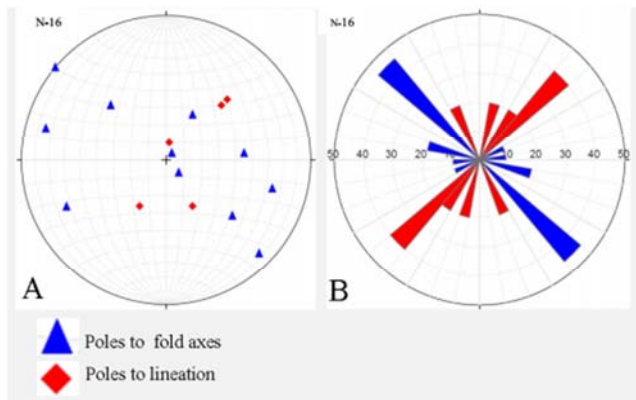 N-16
N-16
50 40 30 20 10 10 20 30 40 50
A
B
Poles to fold axes
Poles to lineation